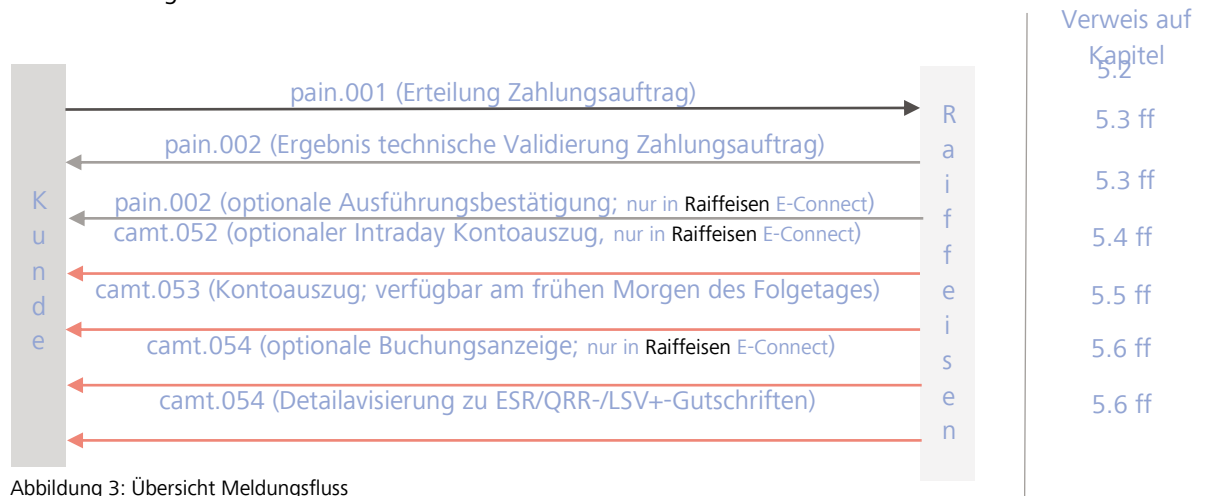 Verweis auf
Kapitel
pain.001 (Erteilung Zahlungsauftrag)
5.2
pain.002 (Ergebnis technische Validierung Zahlungsauftrag)
5.3 ff
pain.002 (optionale Ausführungsbestätigung; nur in Raiffeisen E-Connect)
5.3 ff
camt.052 (optionaler Intraday Kontoauszug, nur in Raiffeisen E-Connect)
5.4 ff
camt.053 (Kontoauszug; verfügbar am frühen Morgen des Folgetages)
5.5 ff
camt.054 (optionale Buchungsanzeige; nur in Raiffeisen E-Connect)
5.6 ff
camt.054 (Detailavisierung zu ESR/QRR-/LSV+-Gutschriften)
5.6 ff
Kunde
Raiffeisen
Abbildung 3: Übersicht Meldungsfluss